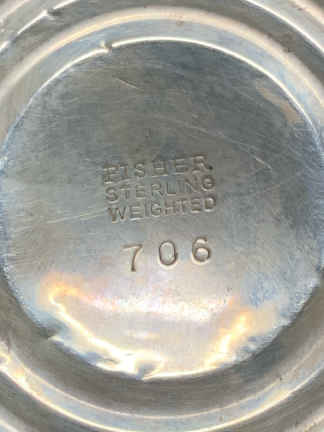 FISHER
STERLING
WEIGHTED
706